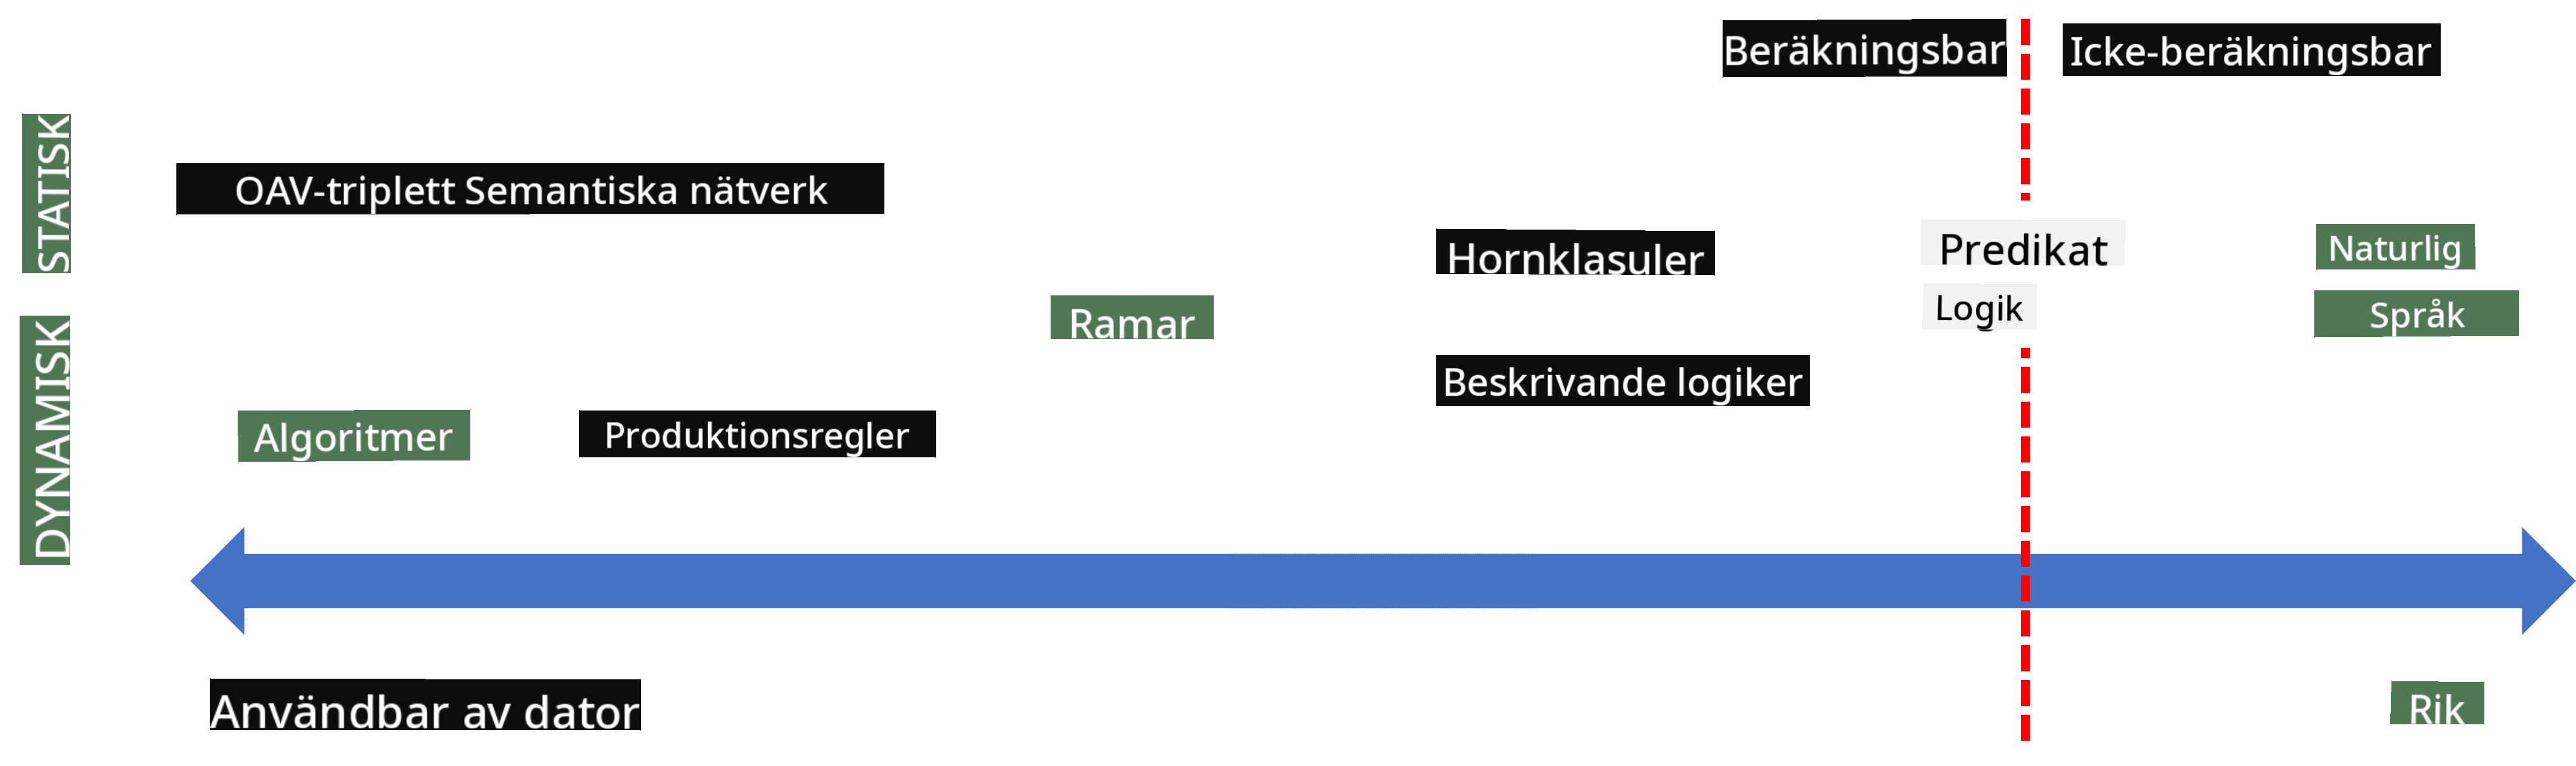 Beräkningsbar
Icke-beräkningsbar
STATISK
OAV-triplett Semantiska nätverk
Hornklasuler
Predikat
Logik
Naturlig
Språk
Ramar
DYNAMISK
Beskrivande logiker
Algoritmer
Produktionsregler
Användbar av dator
Rik